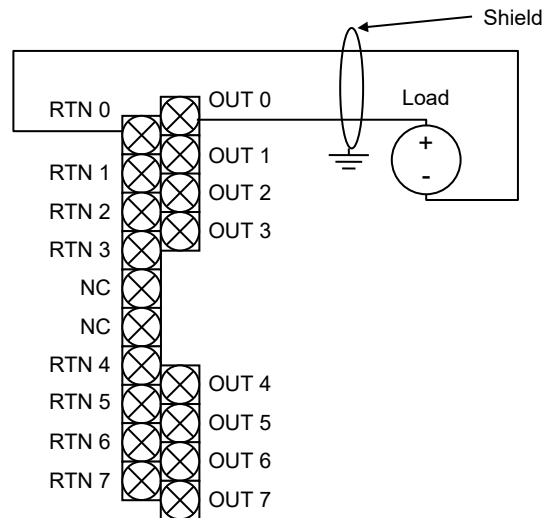 Shield
Load
+
-
RTN 0
RTN 1
RTN 2
RTN 3
NC
NC
RTN 4
RTN 5
RTN 6
RTN 7
OUT 0
OUT 1
OUT 2
OUT 3
OUT 4
OUT 5
OUT 6
OUT 7